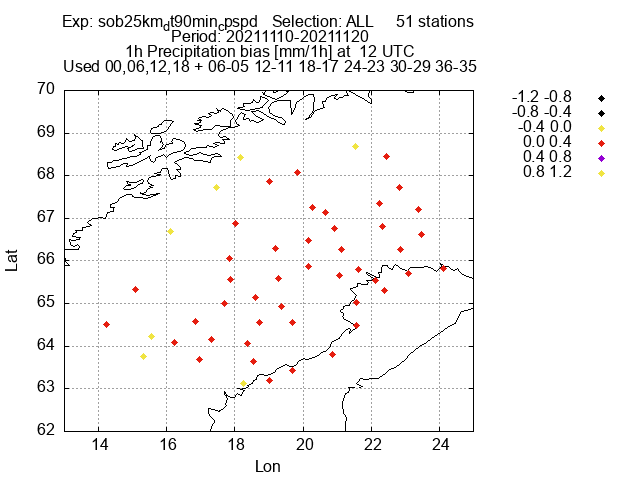 Exp: sob25km_dt90min_cpspd   Selection: ALL     51 stations
Period: 20211110-20211120
1h Precipitation bias [mm/1h] at  12 UTC
Used 00,06,12,18 + 06-05 12-11 18-17 24-23 30-29 36-35
-1.2 -0.8
-0.8 -0.4
-0.4 0.0
0.0 0.4
0.4 0.8
0.8 1.2
70
69
68
67
66
65
64
63
62
Lat
14 16 18 20 22 24
Lon